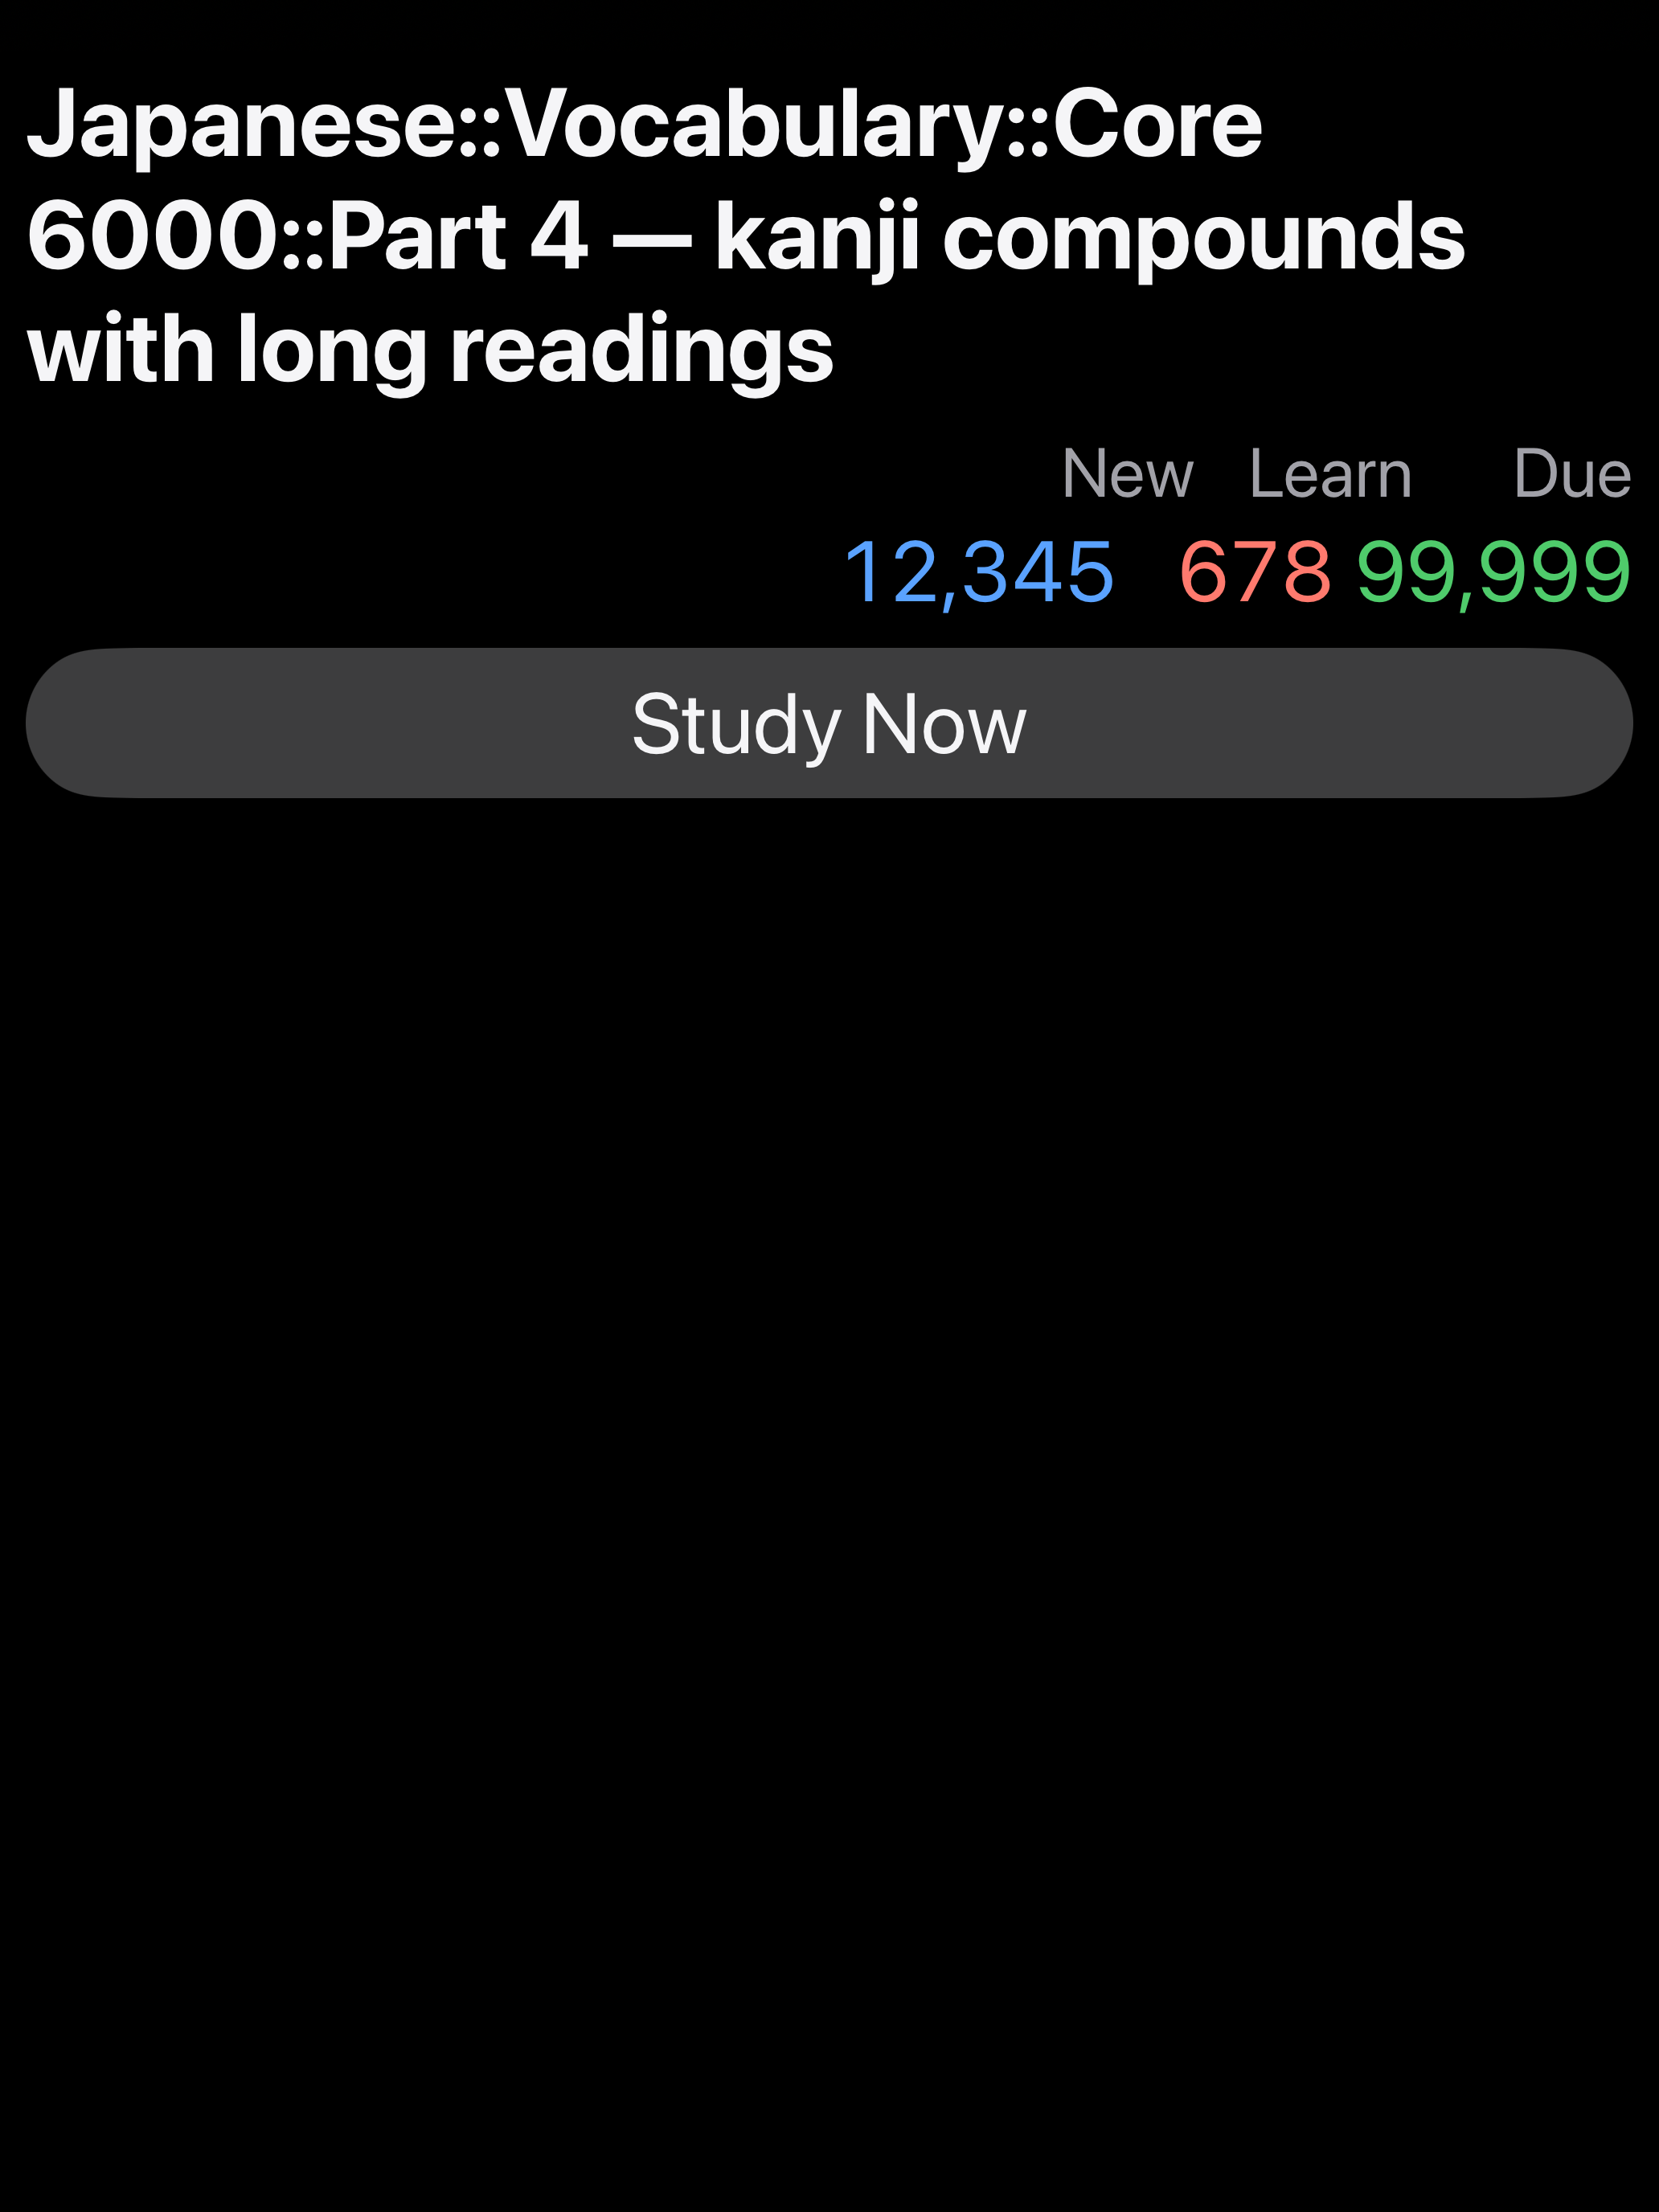 Japanese::Vocabulary::Core
6000::Part 4 — kanji compounds
with long readings
New Learn Due
12,345 678 99,999
Study Now